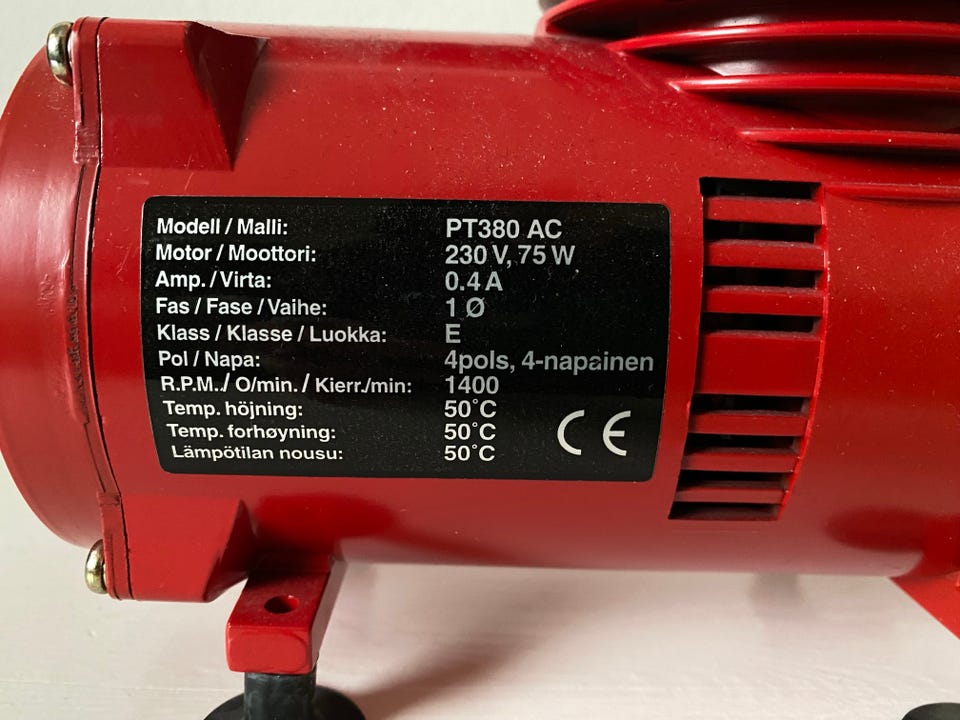 Modell / Malli: PT380 AC
Motor / Moottori: 230 V, 75 W
Amp. / Virta: 0.4 A
Fas / Fase / Vaihe: 1 Ø
Klass / Klasse / Luokka: E
Pol / Napa: 4pols, 4-napainen
R.P.M. / O/min. / Kierr./min: 1400
Temp. höjning: 50°C
Temp. forhøyning: 50°C
Lämpötilan nousu: 50°C
CE